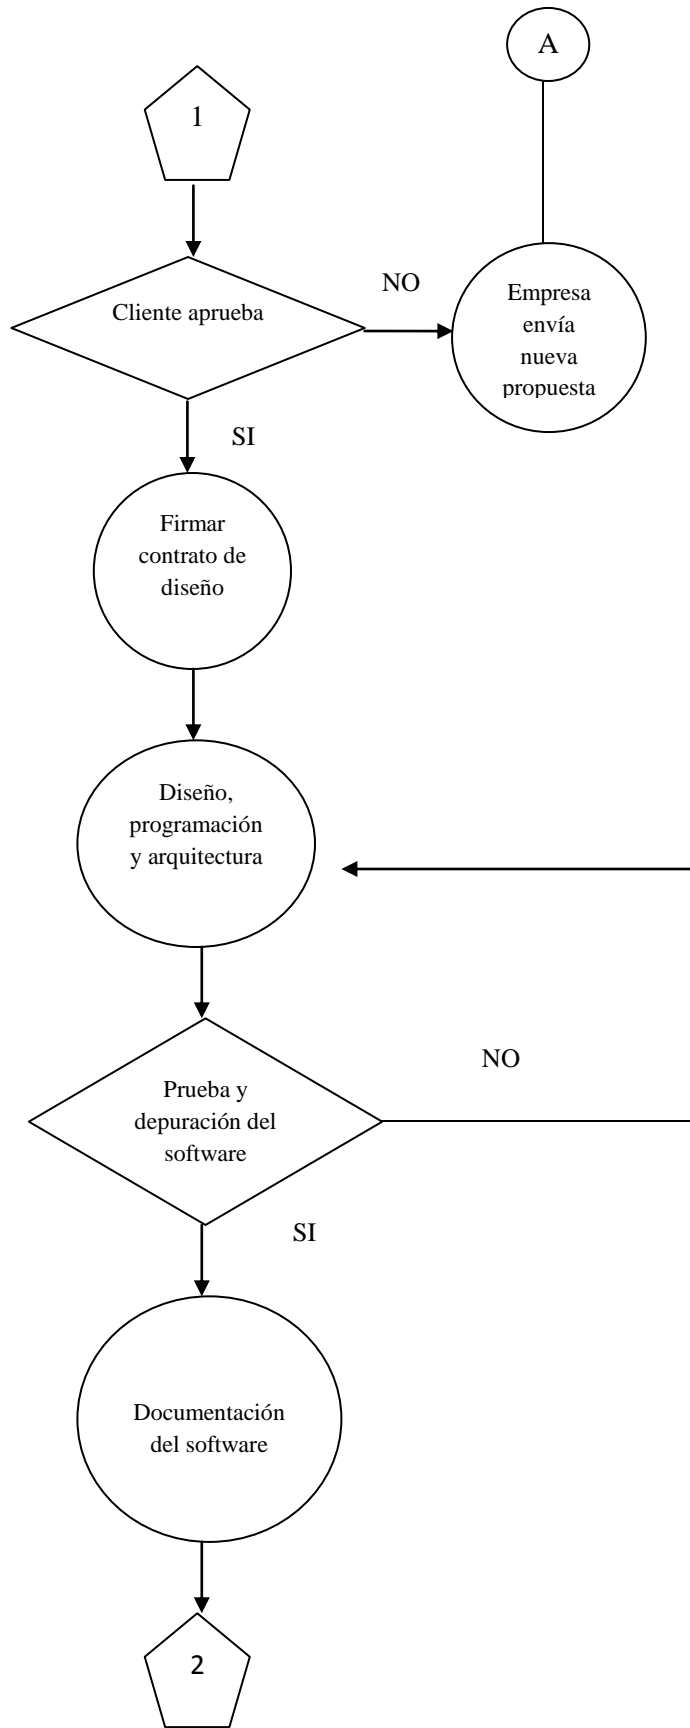 A
1
Cliente aprueba
NO
Empresa
envía
nueva
propuesta
SI
Firmar
contrato de
diseño
Diseño,
programación
y arquitectura
NO
Prueba y
depuración del
software
SI
Documentación
del software
2